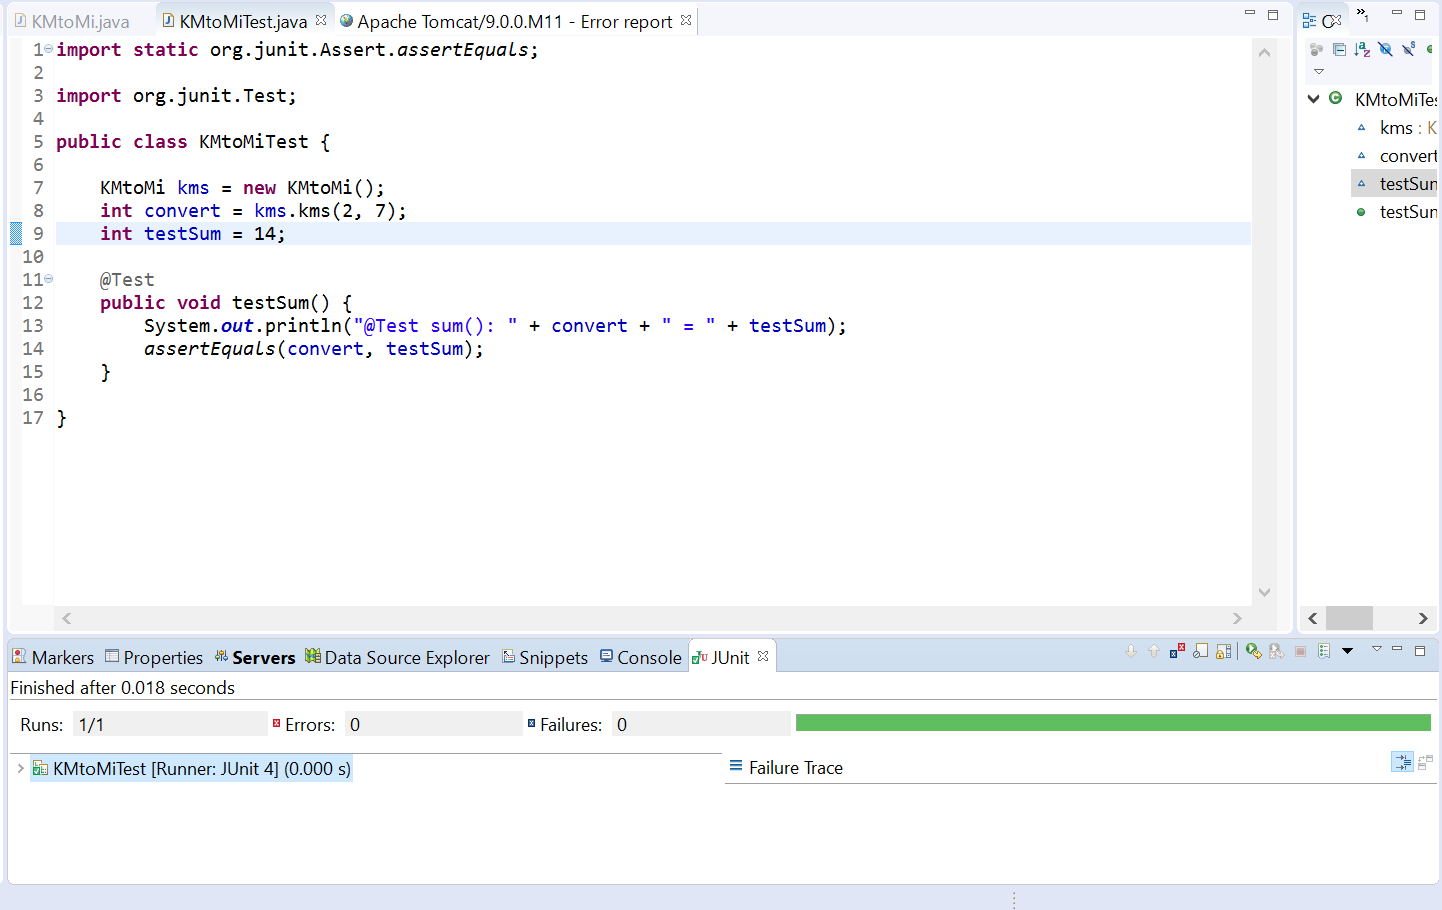 KMtoMi.java KMtoMiTest.java Apache Tomcat/9.0.0.M11 - Error report
1 import static org.junit.Assert.assertEquals;
2
3 import org.junit.Test;
4
5 public class KMtoMiTest {
6
7 KMtoMi kms = new KMtoMi();
8 int convert = kms.kms(2, 7);
9 int testSum = 14;
10
11 @Test
12 public void testSum() {
13 System.out.println("@Test sum(): " + convert + " = " + testSum);
14 assertEquals(convert, testSum);
15 }
16
17 }
KMtoMiTes
kms : K
convert
testSun
testSun
Markers Properties Servers Data Source Explorer Snippets Console JUnit
Finished after 0.018 seconds
Runs: 1/1 Errors: 0 Failures: 0
KMtoMiTest [Runner: JUnit 4] (0.000 s)
Failure Trace